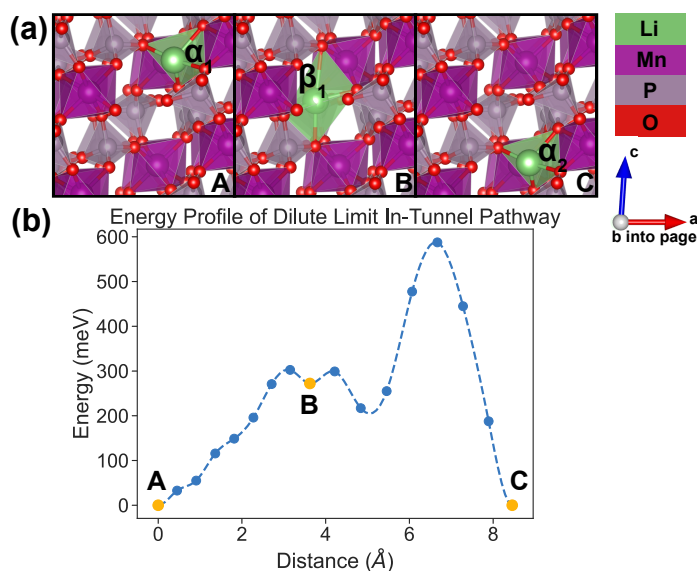 (a)
α1
A
β1
B
α2
C
Li
Mn
P
O
c
a
b into page
(b)
Energy Profile of Dilute Limit In-Tunnel Pathway
Energy (meV)
600
500
400
300
200
100
0
A
B
C
0
2
4
6
8
Distance (Å)